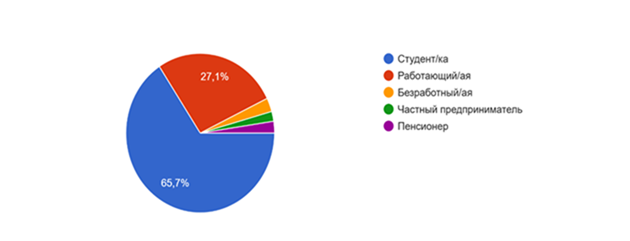 27,1%
65,7%
Студент/ка
Работающий/ая
Безработный/ая
Частный предприниматель
Пенсионер